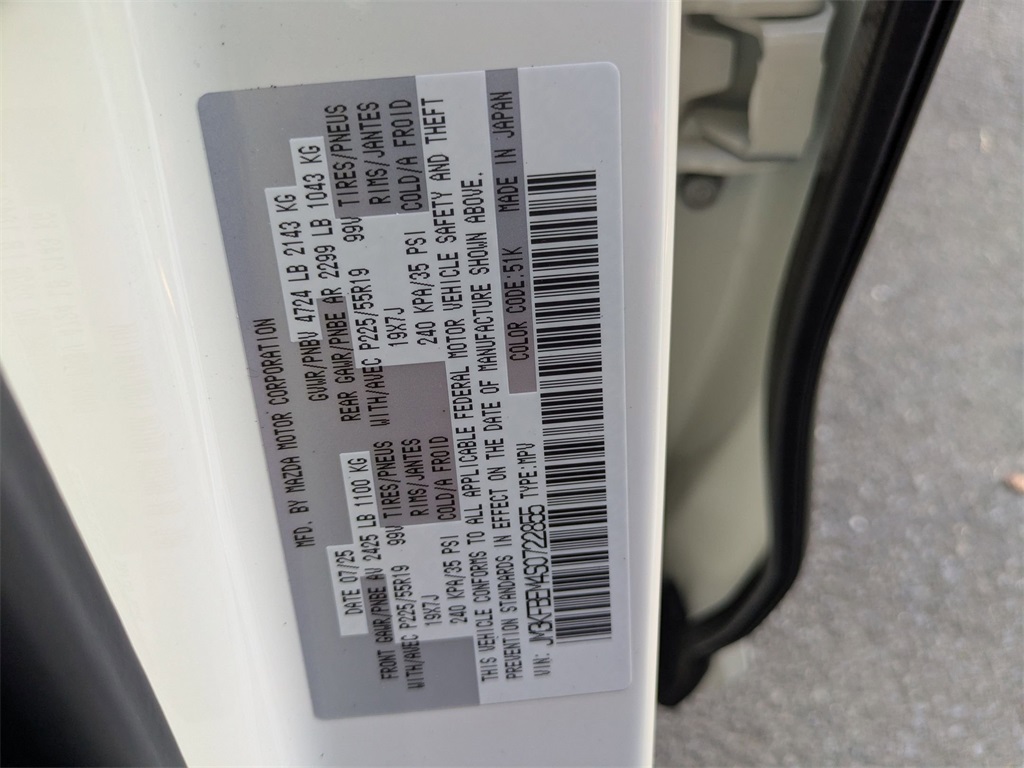 MFD. BY MAZDA MOTOR CORPORATION
DATE 07/25 GVWR/PNBV 4724 LB 2143 KG
FRONT GAWR/PNBE AV 2425 LB 1100 KG REAR GAWR/PNBE AR 2299 LB 1043 KG
WITH/AVEC P225/55R19 99V TIRES/PNEUS WITH/AVEC P225/55R19 99V TIRES/PNEUS
19X7J RIMS/JANTES 19X7J RIMS/JANTES
240 KPA/35 PSI COLD/A FROID 240 KPA/35 PSI COLD/A FROID
THIS VEHICLE CONFORMS TO ALL APPLICABLE FEDERAL MOTOR VEHICLE SAFETY AND THEFT
PREVENTION STANDARDS IN EFFECT ON THE DATE OF MANUFACTURE SHOWN ABOVE.
VIN: JM3KFBEM4S0722855 TYPE:MPV COLOR CODE:51K MADE IN JAPAN